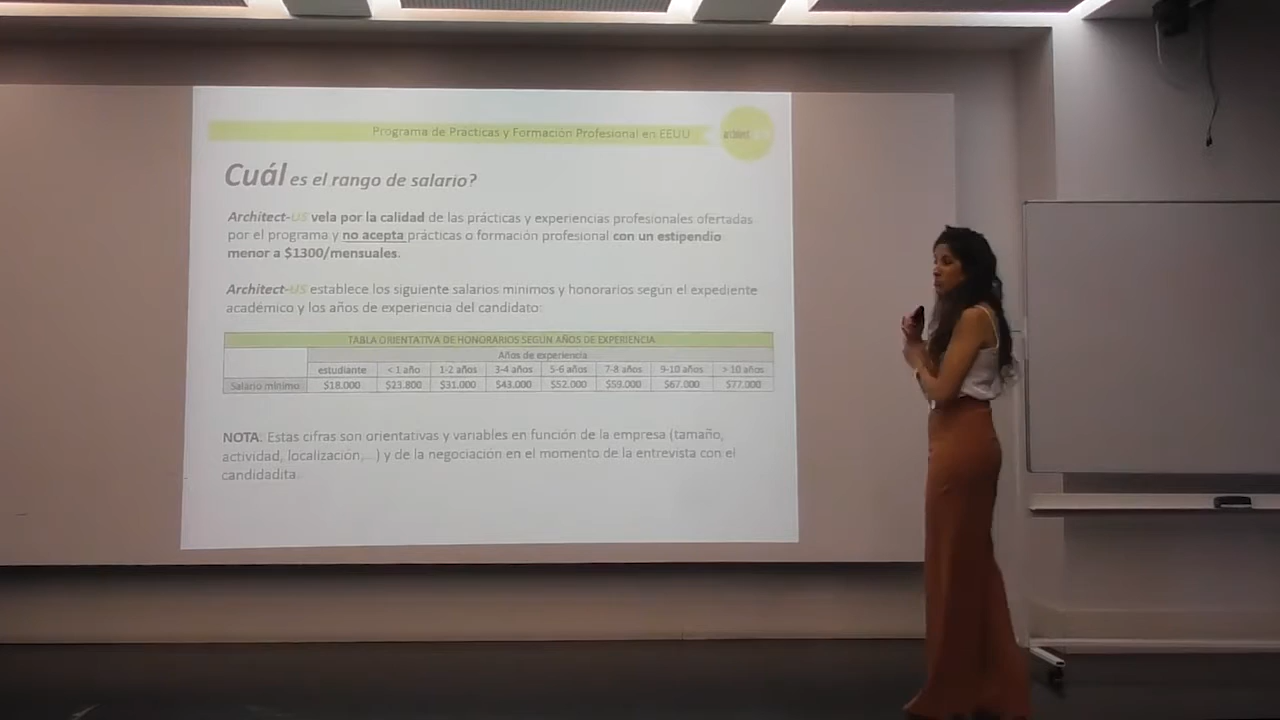 Programa de Practicas y Formación Profesional en EEUU
architect
Cuál es el rango de salario?
Architect-US vela por la calidad de las prácticas y experiencias profesionales ofertadas
por el programa y no acepta prácticas o formación profesional con un estipendio
menor a $1300/mensuales.
Architect-US establece los siguiente salarios mínimos y honorarios según el expediente
académico y los años de experiencia del candidato:
TABLA ORIENTATIVA DE HONORARIOS SEGÚN AÑOS DE EXPERIENCIA
Años de experiencia
estudiante < 1 año 1-2 años 3-4 años 5-6 años 7-8 años 9-10 años > 10 años
Salario mínimo $18.000 $23.800 $31.000 $43.000 $52.000 $59.000 $67.000 $77.000
NOTA: Estas cifras son orientativas y variables en función de la empresa (tamaño,
actividad, localización,...) y de la negociación en el momento de la entrevista con el
candidadita.